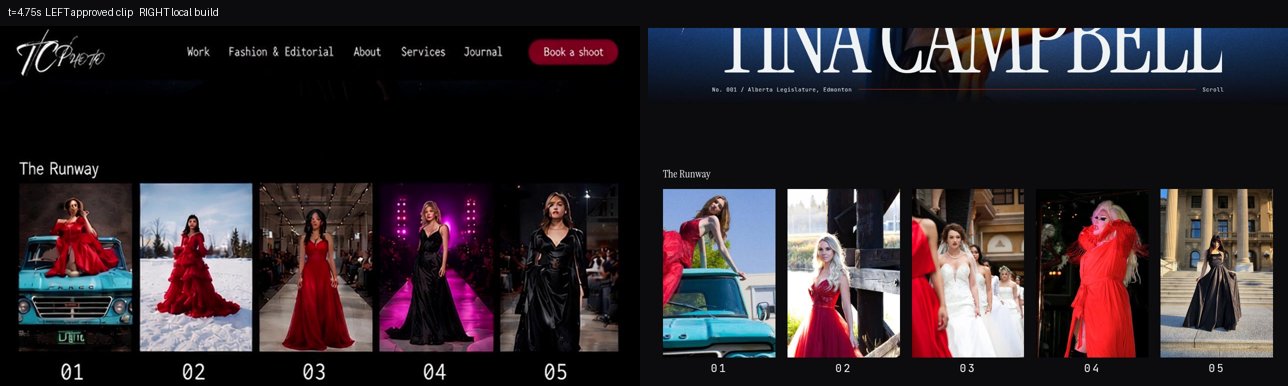 t=4.75s LEFT approved clip RIGHT local build
TCPhoto
Work Fashion & Editorial About Services Journal Book a shoot
The Runway
01 02 03 04 05
TINA CAMPBELL
No. 001 / Alberta Legislature, Edmonton Scroll
The Runway
01 02 03 04 05